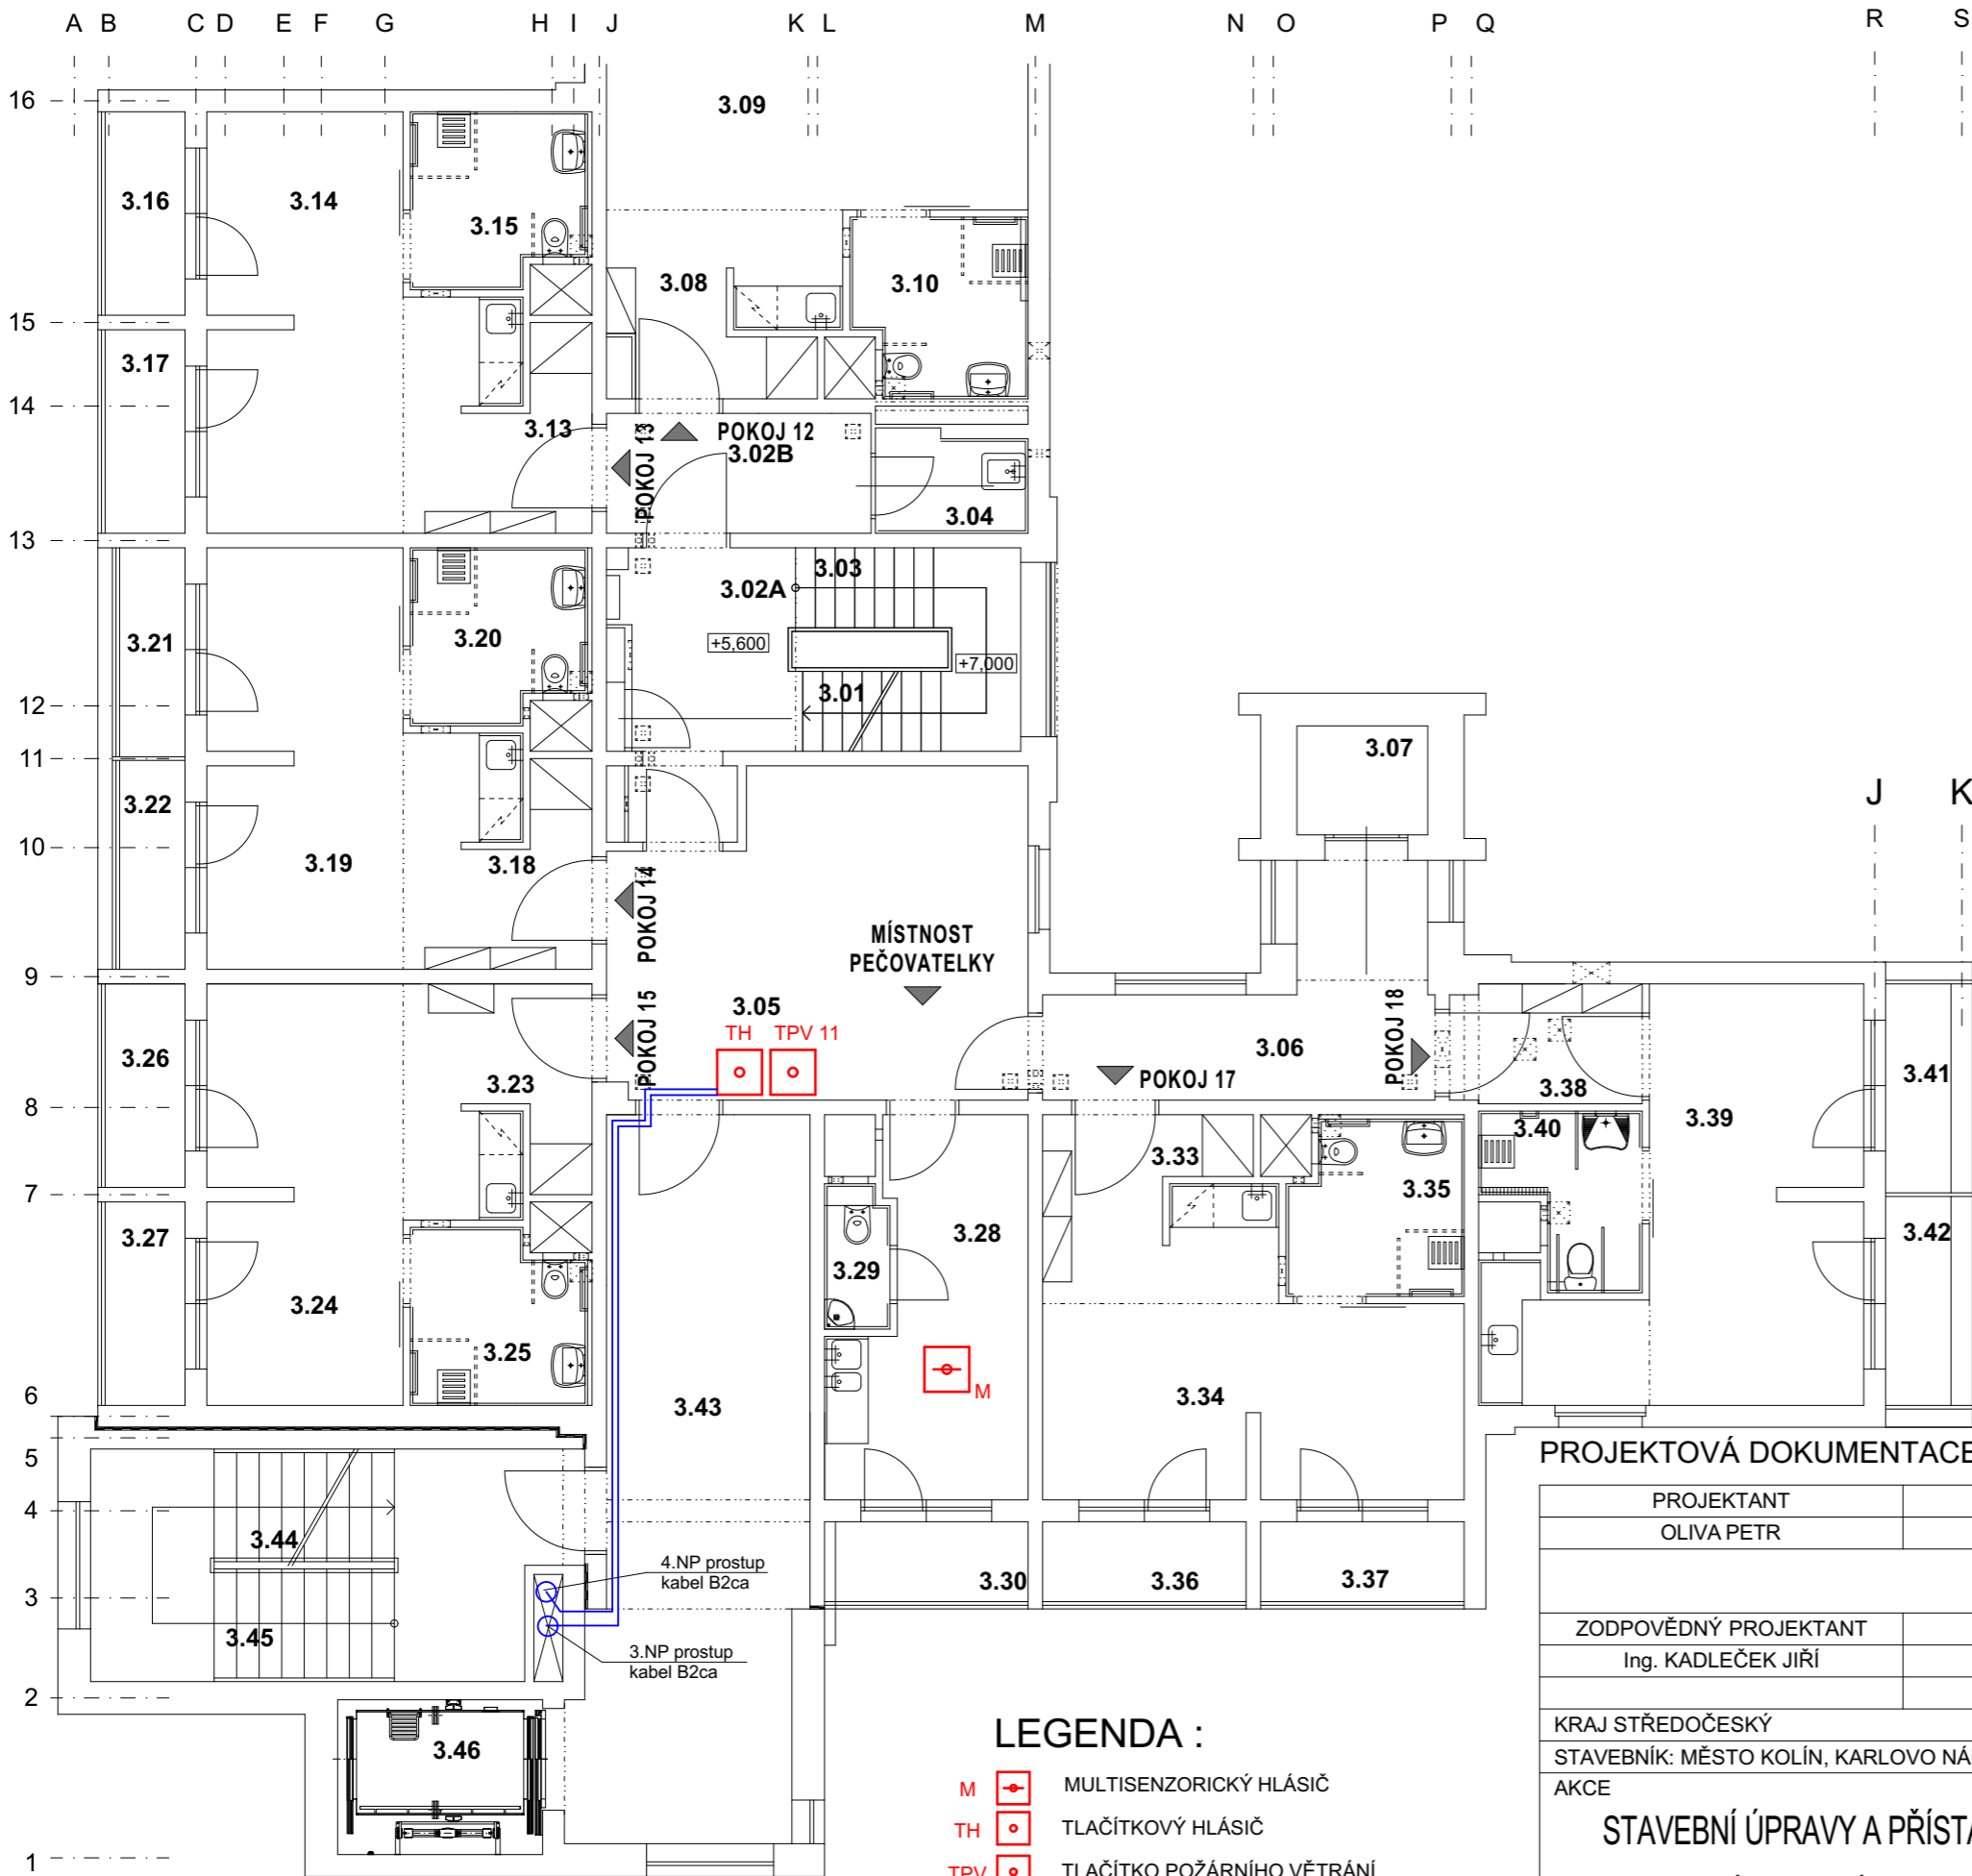 A B C D E F G H I J K L M N O P Q R S
16
3.09
3.16
3.14
3.15
3.08
3.10
15
3.17
14
3.13
POKOJ 13
POKOJ 12
3.02B
3.04
13
3.03
3.02A
3.21
3.20
+5,600
+7,000
3.01
12
3.07
11
J K
3.22
10
3.19
3.18
POKOJ 14
MÍSTNOST
PEČOVATELKY
9
POKOJ 15
3.05
POKOJ 18
TH
TPV 11
3.26
3.06
3.23
POKOJ 17
3.38
3.41
8
3.39
3.40
3.33
7
3.35
3.27
3.28
3.42
3.29
3.24
3.25
M
6
3.43
3.34
5
PROJEKTOVÁ DOKUMENTACE
PROJEKTANT
4
OLIVA PETR
3.44
4.NP prostup
kabel B2ca
3.30
3.36
3.37
3
3.45
ZODPOVĚDNÝ PROJEKTANT
3.NP prostup
kabel B2ca
Ing. KADLEČEK JIŘÍ
2
KRAJ STŘEDOČESKÝ
LEGENDA :
3.46
STAVEBNÍK: MĚSTO KOLÍN, KARLOVO NÁ
M MULTISENZORICKÝ HLÁSIČ
AKCE
TH TLAČÍTKOVÝ HLÁSIČ
STAVEBNÍ ÚPRAVY A PŘÍSTA
1
TPV TLAČÍTKO POŽÁRNÍHO VĚTRÁNÍ